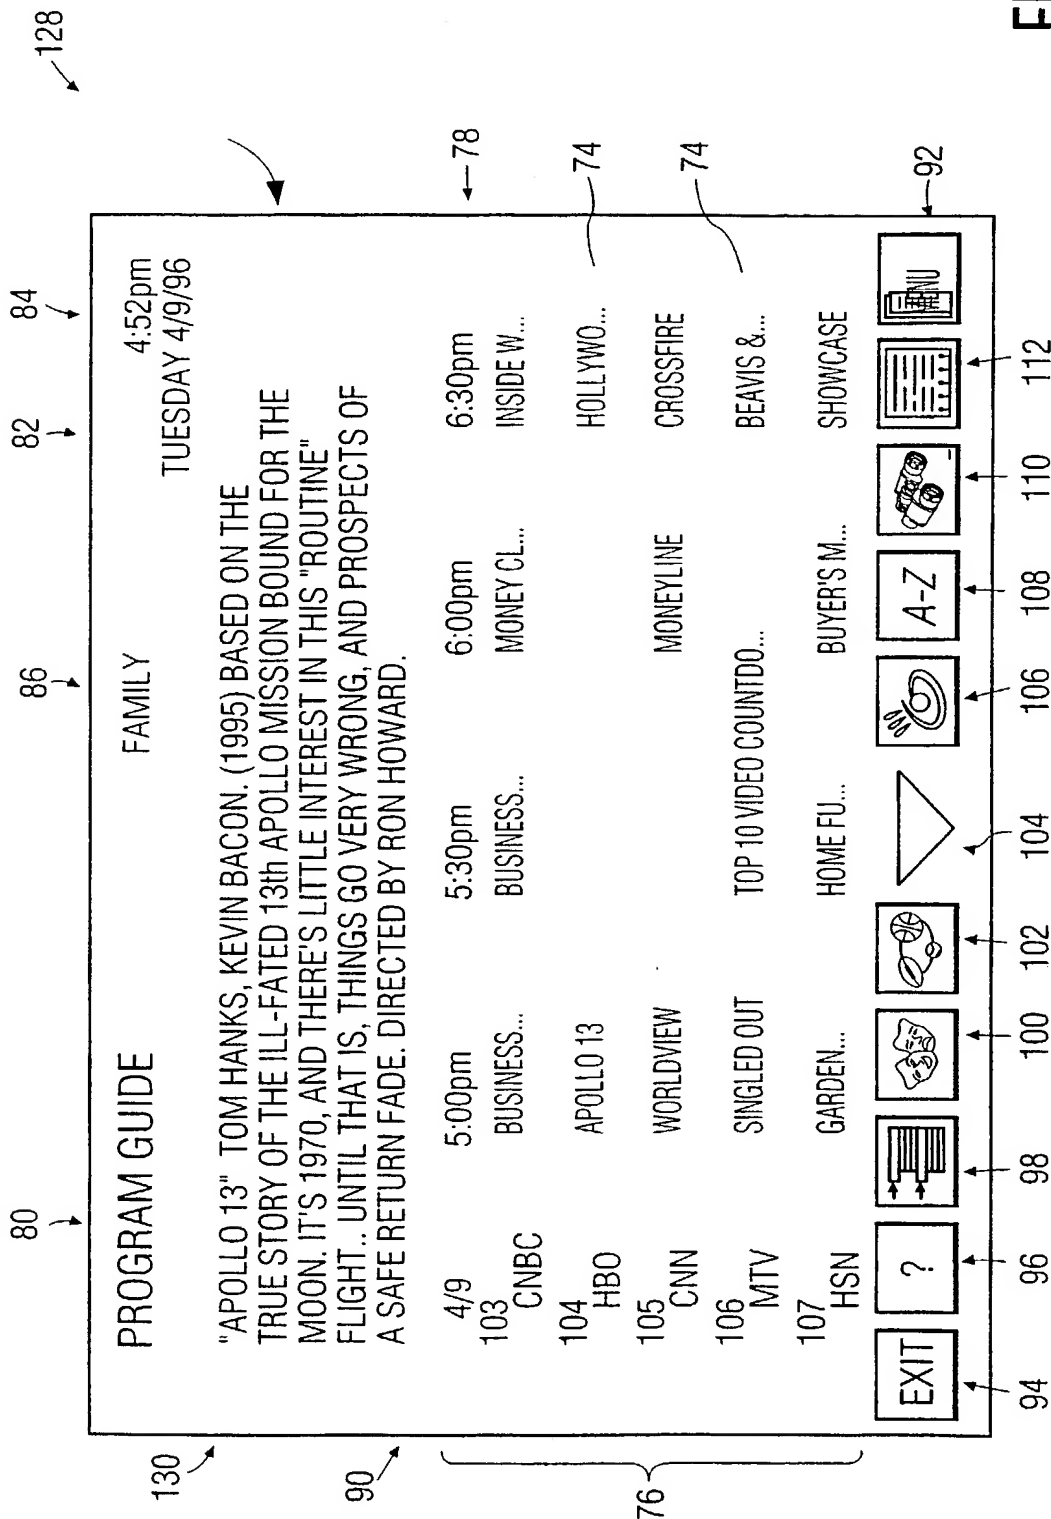 128
80
86
82
84
PROGRAM GUIDE FAMILY 4:52pm
TUESDAY 4/9/96
130
"APOLLO 13" TOM HANKS, KEVIN BACON. (1995) BASED ON THE
TRUE STORY OF THE ILL-FATED 13th APOLLO MISSION BOUND FOR THE
MOON. IT'S 1970, AND THERE'S LITTLE INTEREST IN THIS "ROUTINE"
FLIGHT.. UNTIL THAT IS, THINGS GO VERY WRONG, AND PROSPECTS OF
A SAFE RETURN FADE. DIRECTED BY RON HOWARD.
90
4/9 5:00pm 5:30pm 6:00pm 6:30pm
78
103 CNBC BUSINESS... BUSINESS... MONEY CL... INSIDE W...
104 HBO APOLLO 13 HOLLYWO...
74
105 CNN WORLDVIEW MONEYLINE CROSSFIRE
106 MTV SINGLED OUT TOP 10 VIDEO COUNTDO... BEAVIS &...
74
107 HSN GARDEN... HOME FU... BUYER'S M... SHOWCASE
76
EXIT ? A-Z MENU
92
94 96 98 100 102 104 106 108 110 112